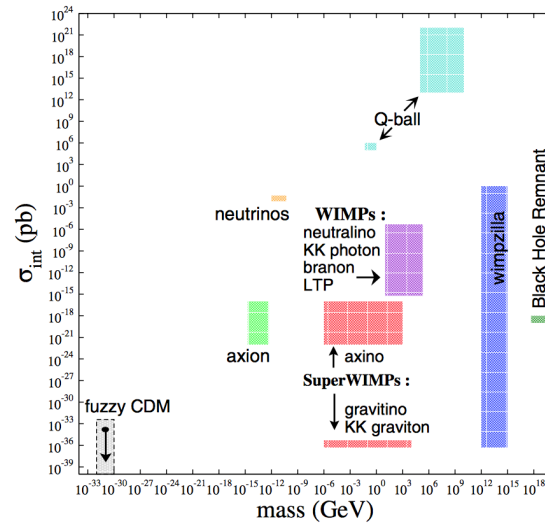 10^24
10^21
10^18
10^15
10^12
10^9
10^6
10^3
10^0
10^-3
10^-6
10^-9
10^-12
10^-15
10^-18
10^-21
10^-24
10^-27
10^-30
10^-33
10^-36
10^-39
σ_int (pb)
Q-ball
neutrinos
WIMPs :
neutralino
KK photon
branon
LTP
wimpzilla
Black Hole Remnant
axion
axino
SuperWIMPs :
gravitino
KK graviton
fuzzy CDM
10^-33 10^-30 10^-27 10^-24 10^-21 10^-18 10^-15 10^-12 10^-9 10^-6 10^-3 10^0 10^3 10^6 10^9 10^12 10^15 10^18
mass (GeV)